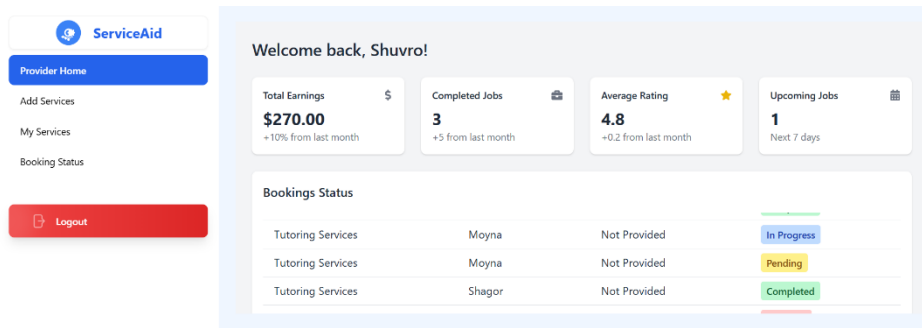 ServiceAid
Provider Home
Add Services
My Services
Booking Status
Logout
Welcome back, Shuvro!
Total Earnings $
$270.00
+10% from last month
Completed Jobs
3
+5 from last month
Average Rating
4.8
+0.2 from last month
Upcoming Jobs
1
Next 7 days
Bookings Status
Tutoring Services Moyna Not Provided In Progress
Tutoring Services Moyna Not Provided Pending
Tutoring Services Shagor Not Provided Completed